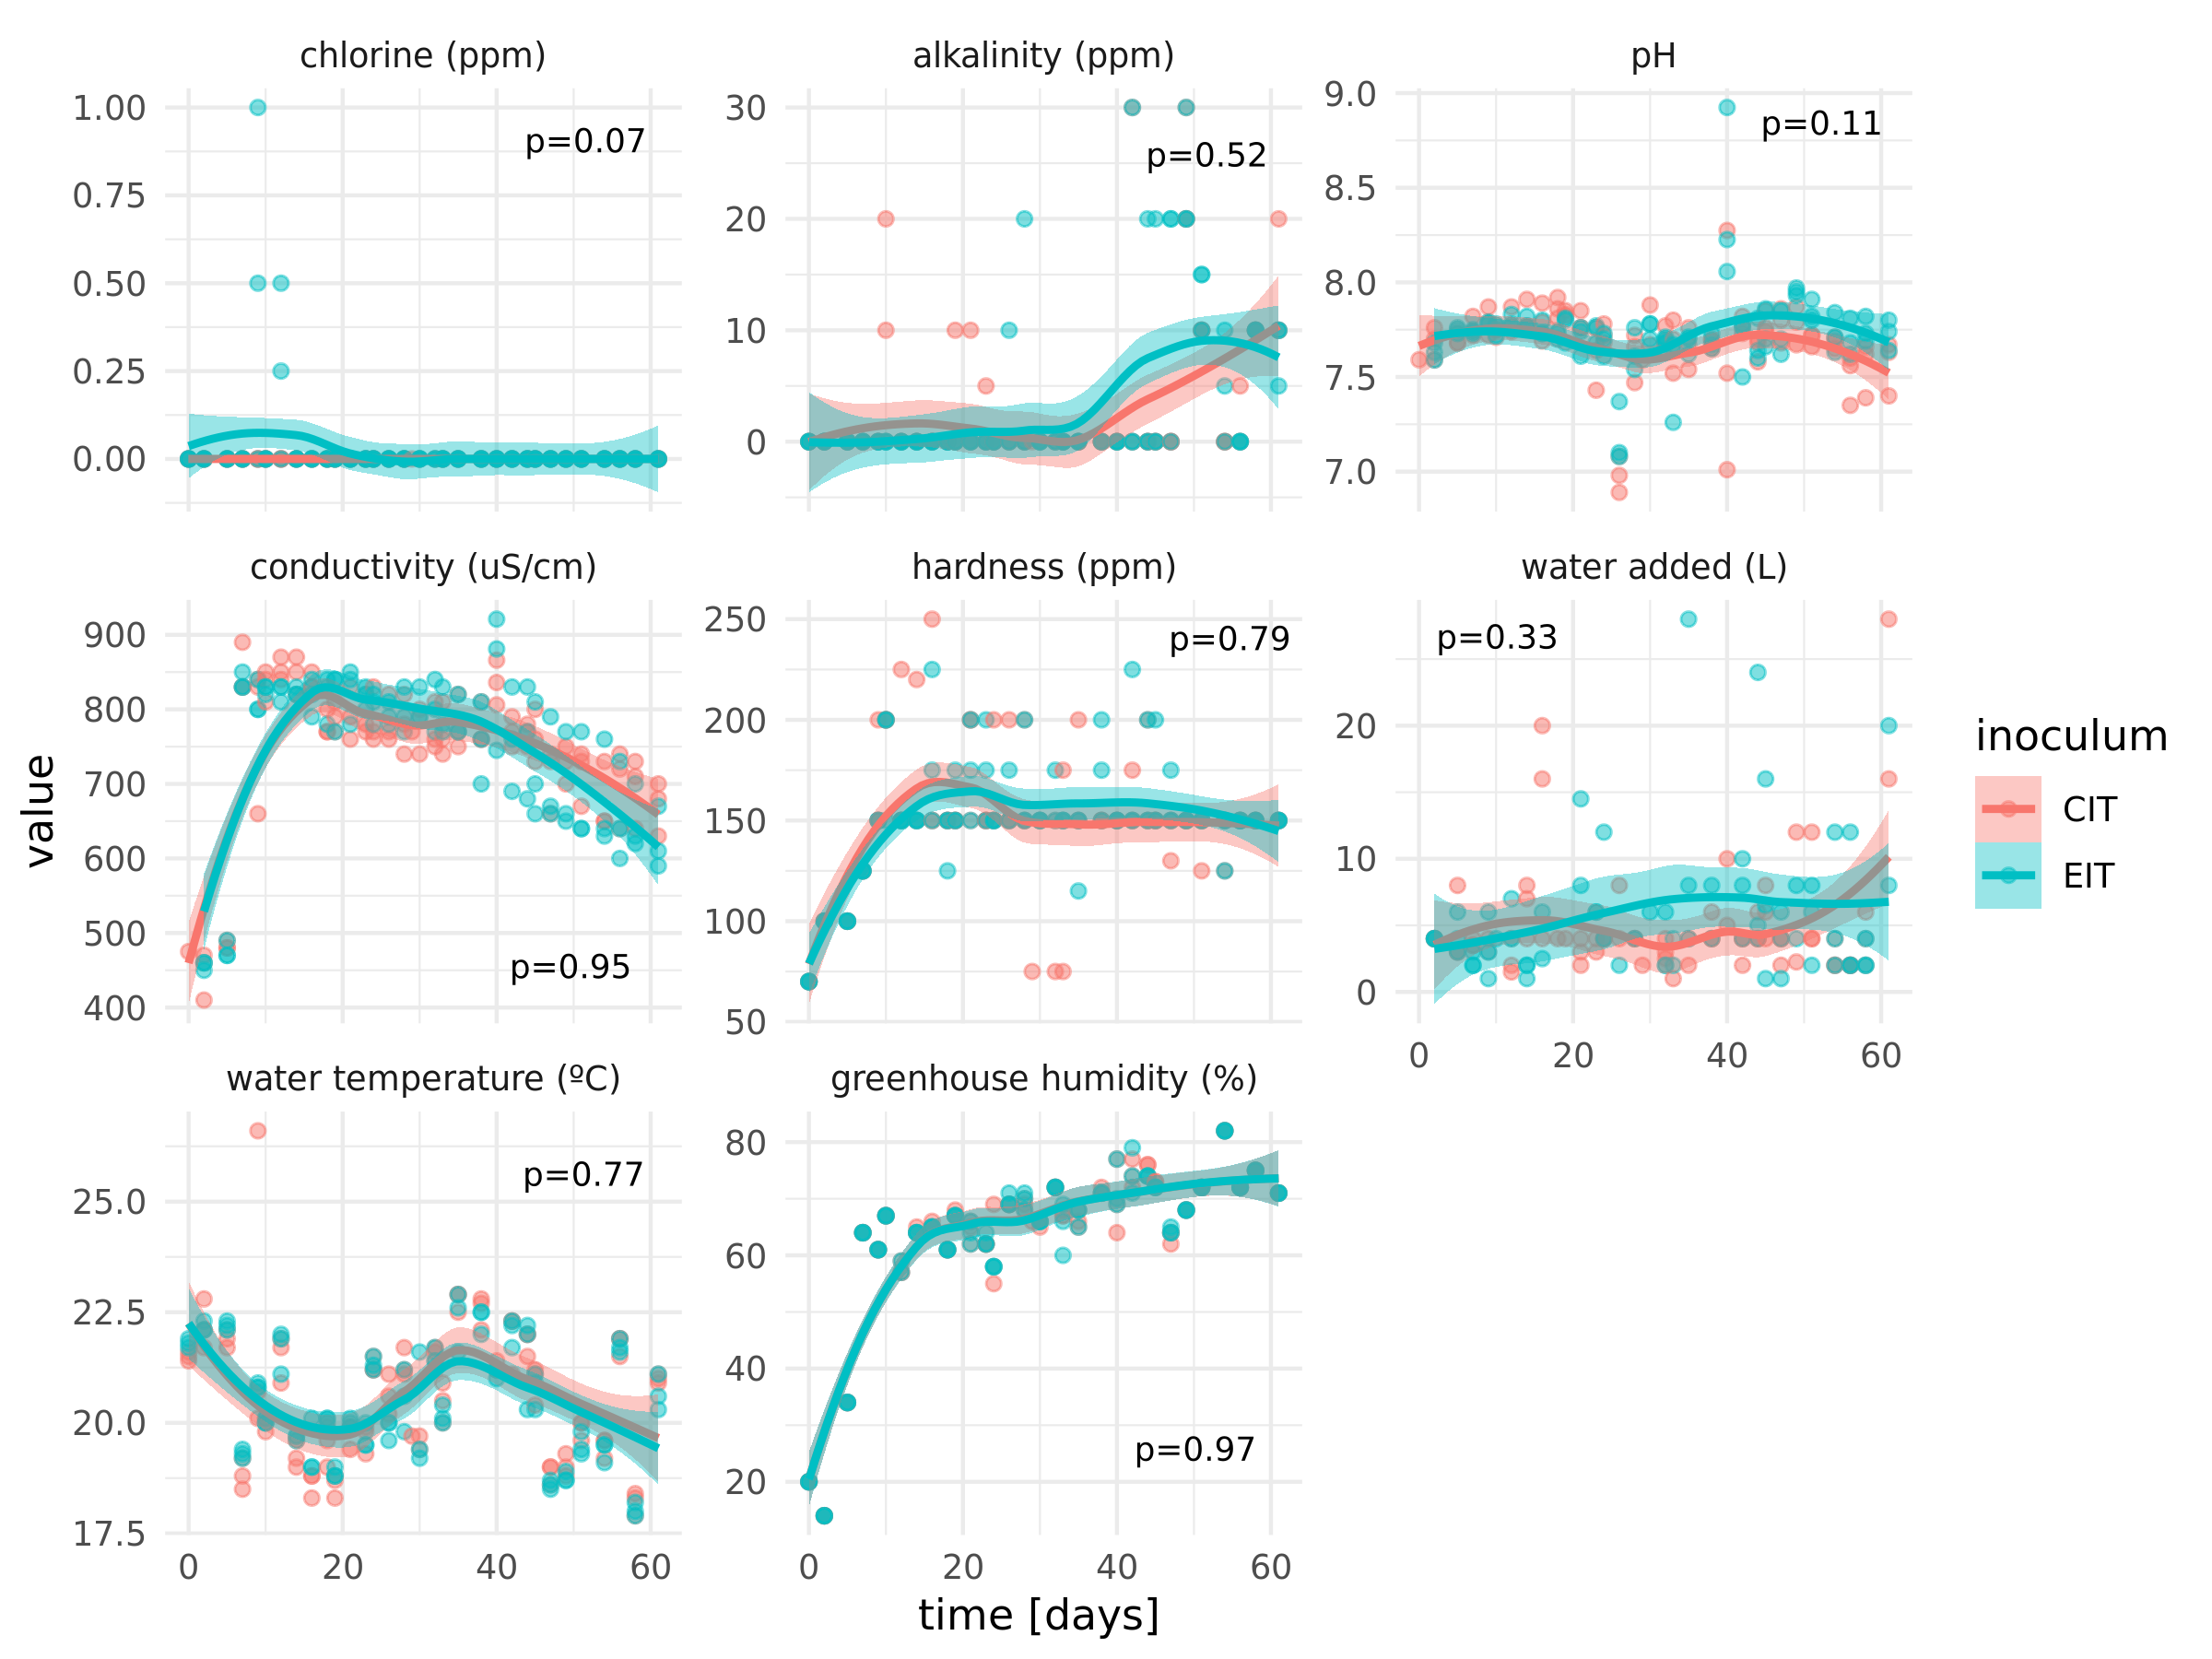 chlorine (ppm)
1.00
0.75
0.50
0.25
0.00
p=0.07
alkalinity (ppm)
30
20
10
0
p=0.52
pH
9.0
8.5
8.0
7.5
7.0
p=0.11
conductivity (uS/cm)
900
800
700
600
500
400
p=0.95
hardness (ppm)
250
200
150
100
50
p=0.79
water added (L)
20
10
0
p=0.33
0 20 40 60
water temperature (ºC)
25.0
22.5
20.0
17.5
p=0.77
0 20 40 60
greenhouse humidity (%)
80
60
40
20
p=0.97
0 20 40 60
value
time [days]
inoculum
CIT
EIT